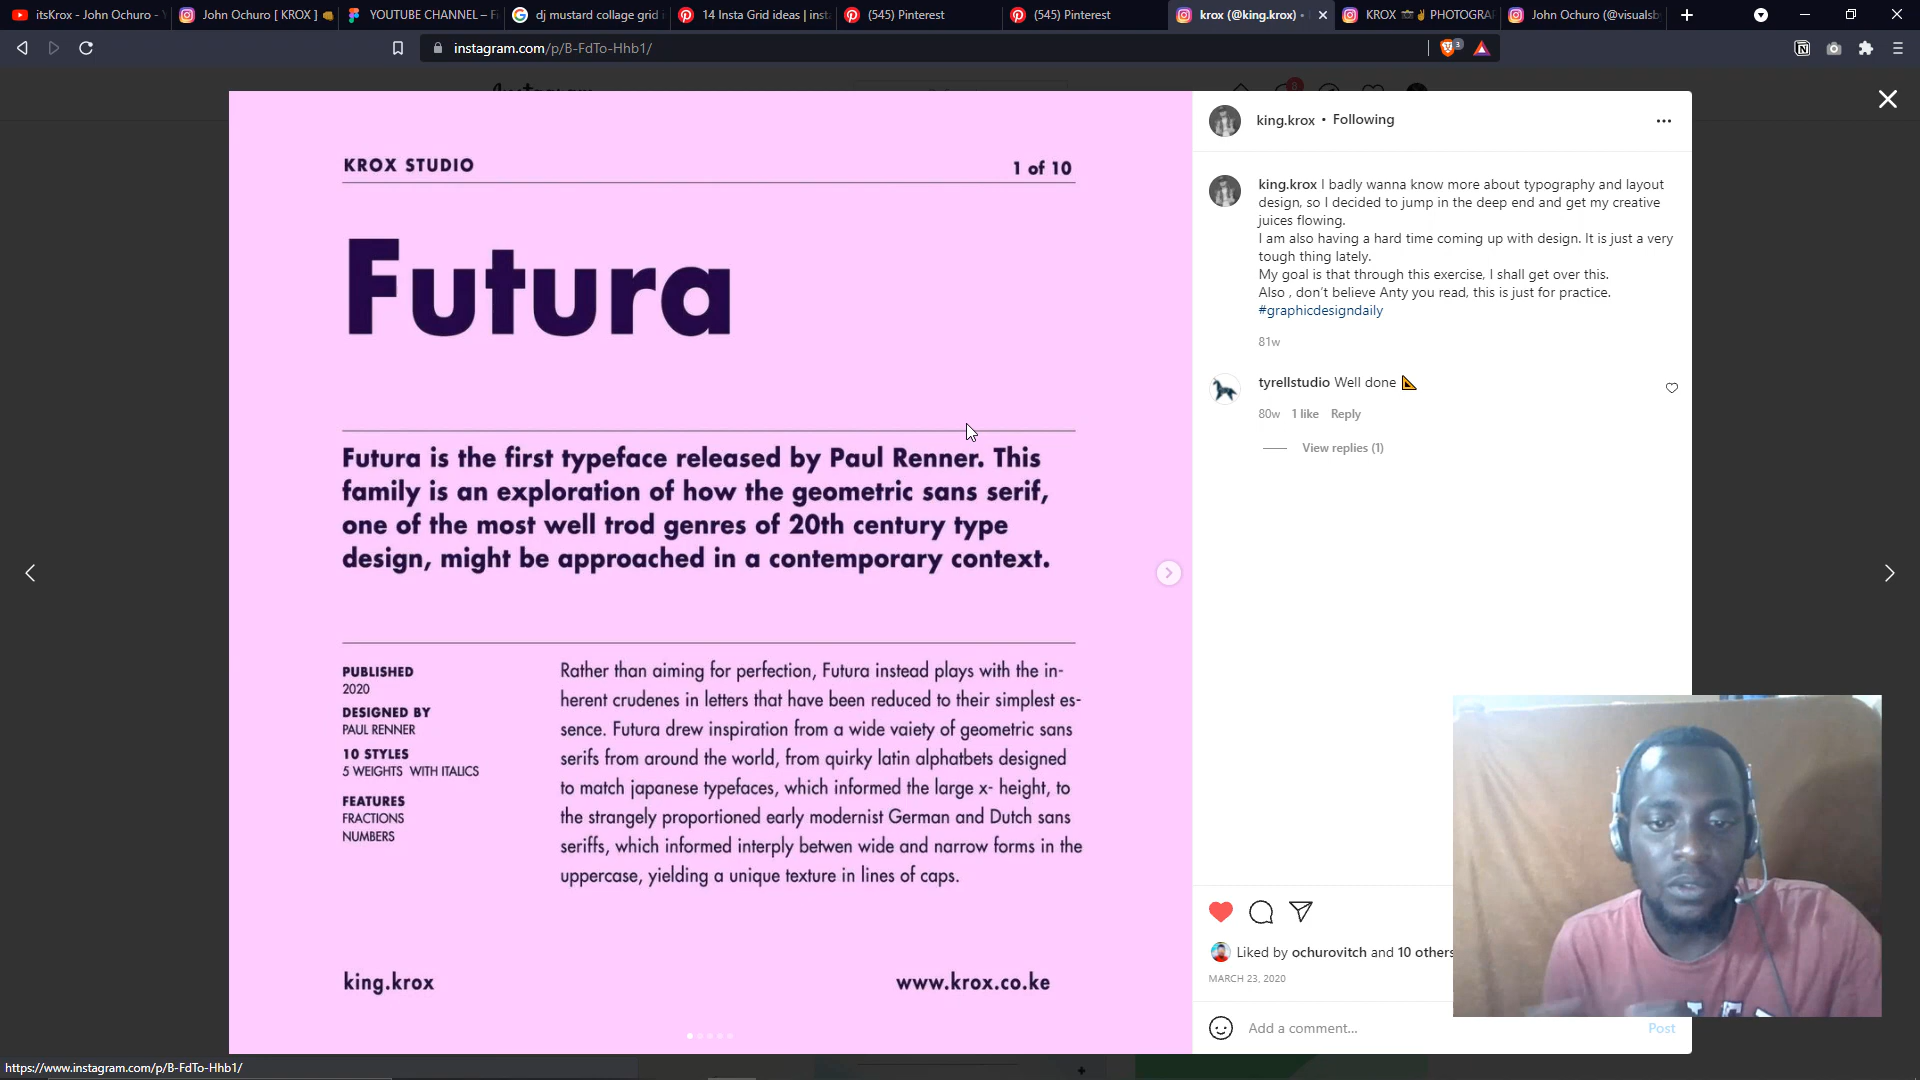 itsKrox - John Ochuro -
John Ochuro [ KROX ]
YOUTUBE CHANNEL – Fi
dj mustard collage grid
14 Insta Grid ideas | inst
(545) Pinterest
(545) Pinterest
krox (@king.krox) •
KROX 📷✌ PHOTOGRA
John Ochuro (@visualsb
instagram.com/p/B-FdTo-Hhb1/
3
8
KROX STUDIO
1 of 10
Futura
Futura is the first typeface released by Paul Renner. This
family is an exploration of how the geometric sans serif,
one of the most well trod genres of 20th century type
design, might be approached in a contemporary context.
PUBLISHED
2020
DESIGNED BY
PAUL RENNER
10 STYLES
5 WEIGHTS WITH ITALICS
FEATURES
FRACTIONS
NUMBERS
Rather than aiming for perfection, Futura instead plays with the in-
herent crudenes in letters that have been reduced to their simplest es-
sence. Futura drew inspiration from a wide vaiety of geometric sans
serifs from around the world, from quirky latin alphatbets designed
to match japanese typefaces, which informed the large x- height, to
the strangely proportioned early modernist German and Dutch sans
seriffs, which informed interply betwen wide and narrow forms in the
uppercase, yielding a unique texture in lines of caps.
king.krox
www.krox.co.ke
king.krox • Following
king.krox I badly wanna know more about typography and layout
design, so I decided to jump in the deep end and get my creative
juices flowing.
I am also having a hard time coming up with design. It is just a very
tough thing lately.
My goal is that through this exercise, I shall get over this.
Also , don't believe Anty you read, this is just for practice.
#graphicdesigndaily
81w
tyrellstudio Well done 📐
80w 1 like Reply
View replies (1)
Liked by ochurovitch and 10 others
MARCH 23, 2020
Add a comment...
Post
https://www.instagram.com/p/B-FdTo-Hhb1/